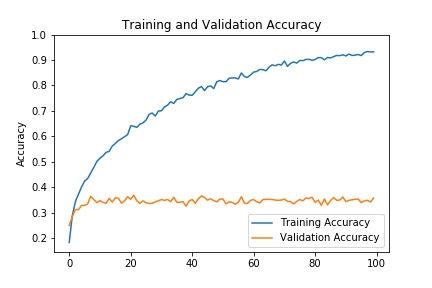 Training and Validation Accuracy
1.0
0.9
0.8
0.7
0.6
0.5
0.4
0.3
0.2
Accuracy
Training Accuracy
Validation Accuracy
0 20 40 60 80 100